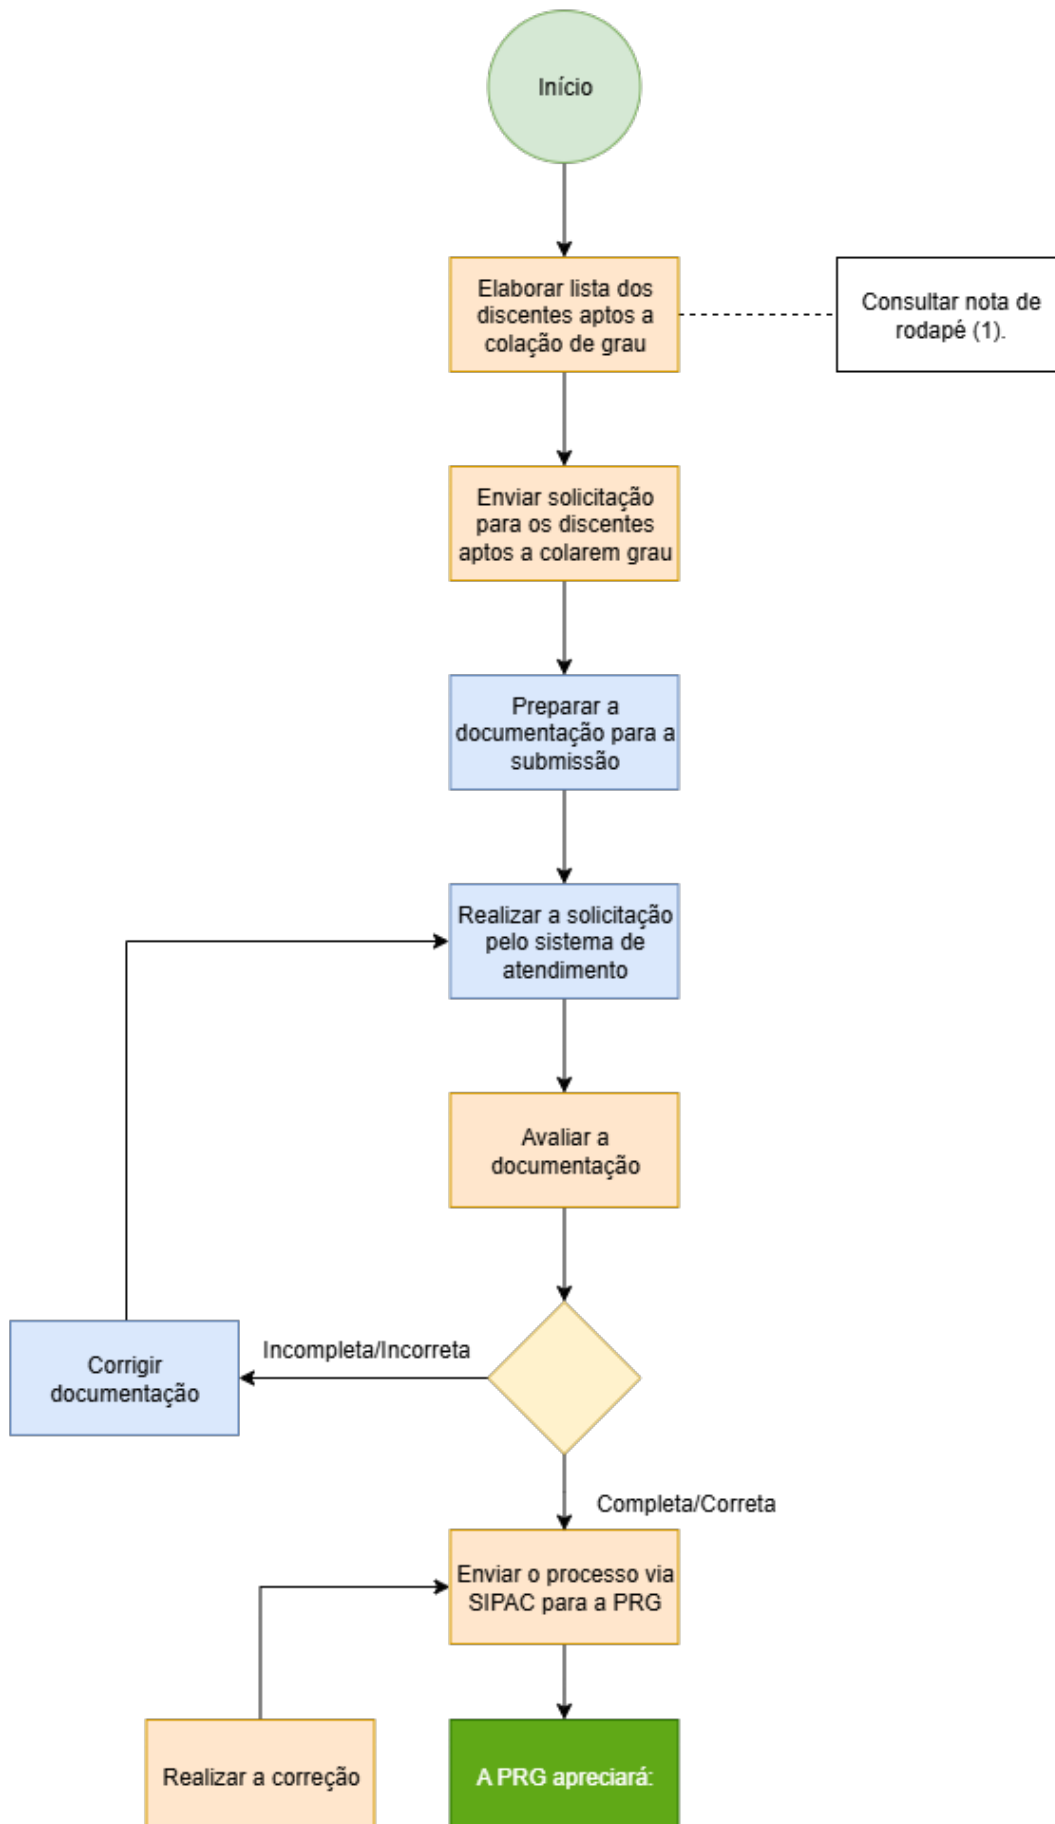 Início
Elaborar lista dos
discentes aptos a
colação de grau
Consultar nota de
rodapé (1).
Enviar solicitação
para os discentes
aptos a colarem grau
Preparar a
documentação para a
submissão
Realizar a solicitação
pelo sistema de
atendimento
Avaliar a
documentação
Incompleta/Incorreta
Corrigir
documentação
Completa/Correta
Enviar o processo via
SIPAC para a PRG
Realizar a correção
A PRG apreciará: